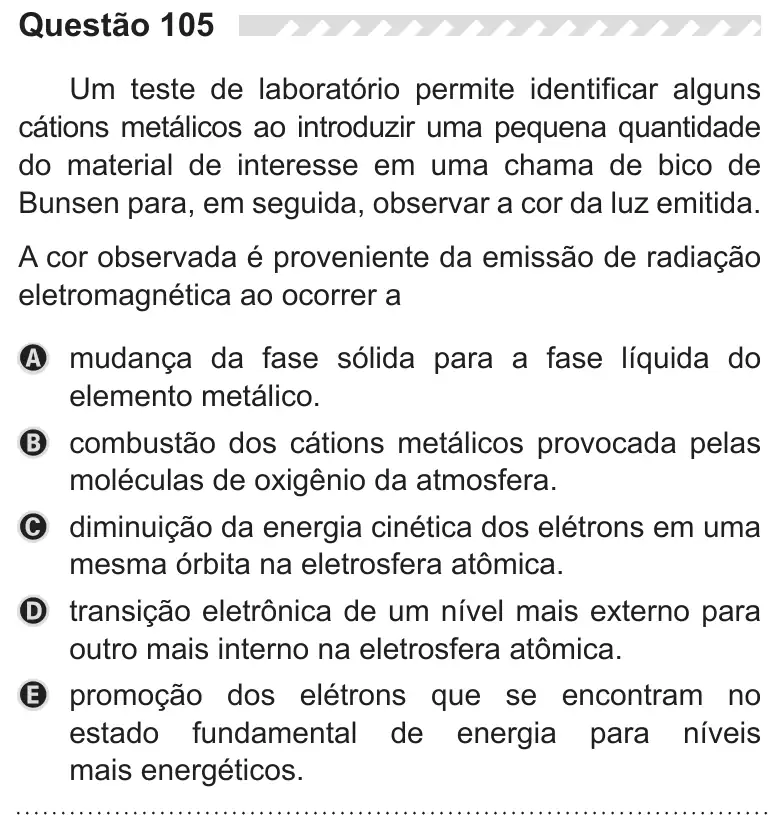 Questão 105
Um teste de laboratório permite identificar alguns
cátions metálicos ao introduzir uma pequena quantidade
do material de interesse em uma chama de bico de
Bunsen para, em seguida, observar a cor da luz emitida.
A cor observada é proveniente da emissão de radiação
eletromagnética ao ocorrer a
A mudança da fase sólida para a fase líquida do
elemento metálico.
B combustão dos cátions metálicos provocada pelas
moléculas de oxigênio da atmosfera.
C diminuição da energia cinética dos elétrons em uma
mesma órbita na eletrosfera atômica.
D transição eletrônica de um nível mais externo para
outro mais interno na eletrosfera atômica.
E promoção dos elétrons que se encontram no
estado fundamental de energia para níveis
mais energéticos.